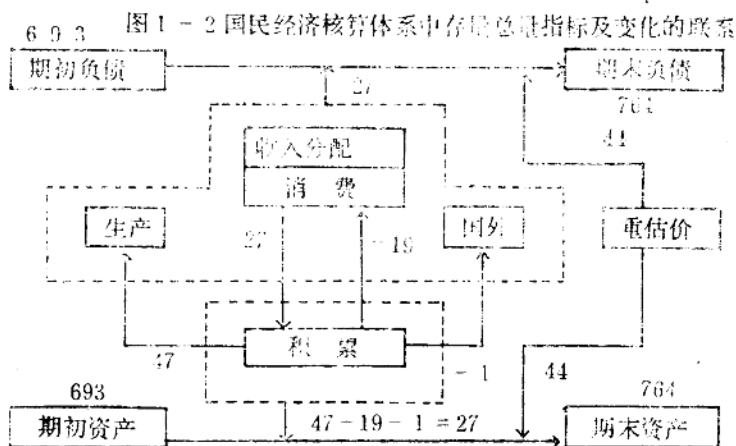 图1－2国民经济核算体系中存量总量指标及变化的联系
693
期初负债
期末负债
27
764
44
收入分配
消 费
生产
国外
重估价
27
-19
积 累
47
-1
44
693
764
期初资产
47-19-1=27
期末资产